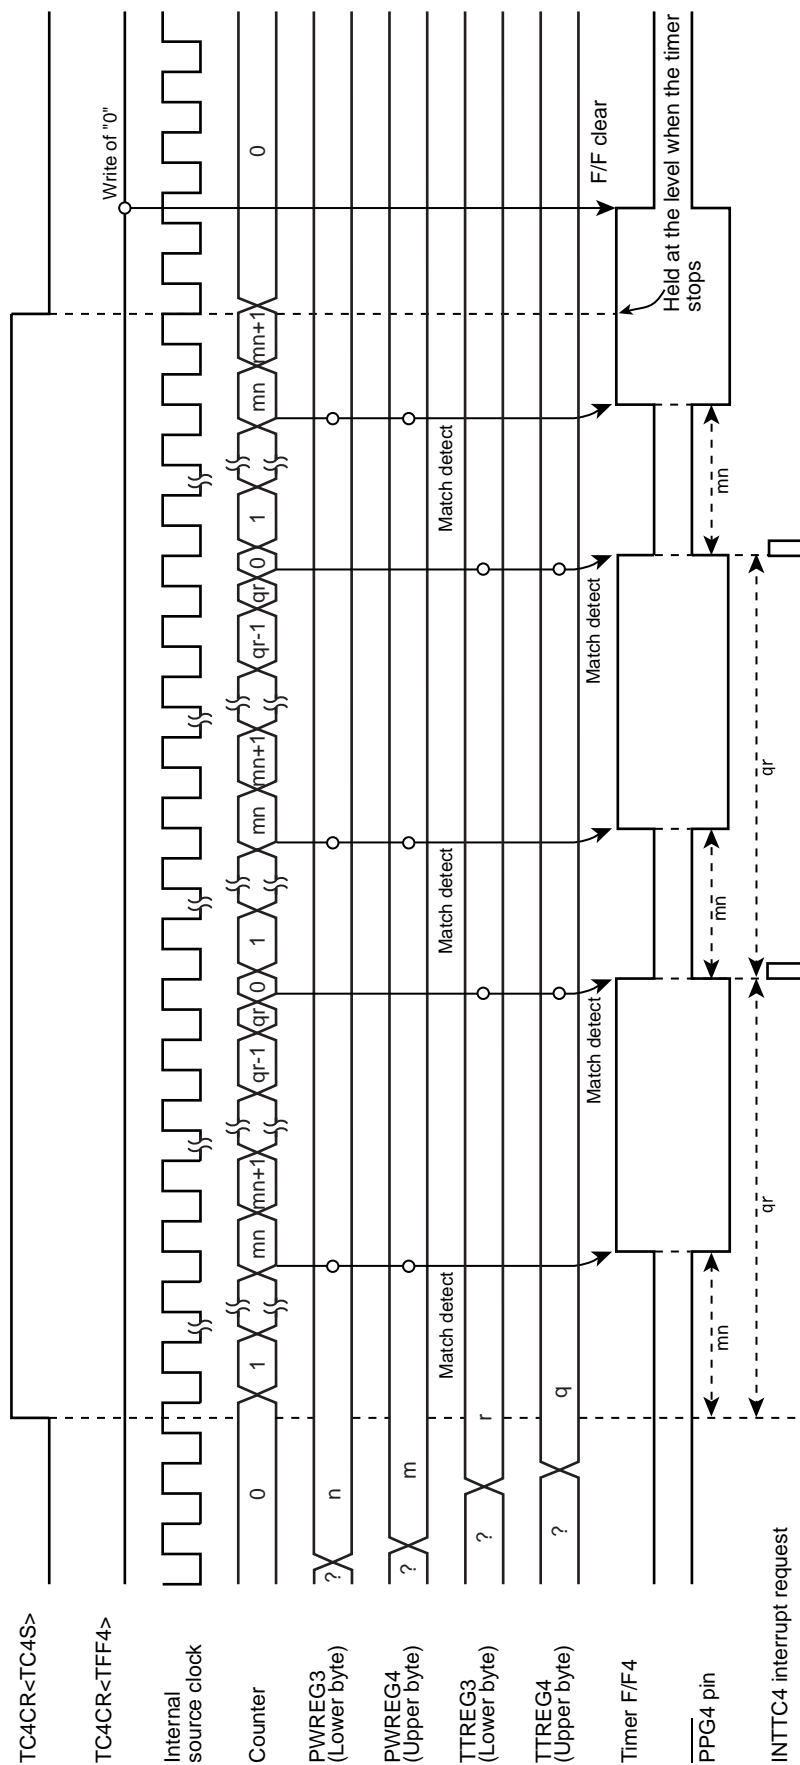 TC4CR<TC4S>
TC4CR<TFF4>
Write of "0"
Internal
source clock
Counter
0 1 mn mn+1 qr-1 qr 0 1 mn mn+1 qr-1 qr 0 1 mn mn+1 0
PWREG3
(Lower byte)
? n
PWREG4
(Upper byte)
? m
Match detect
Match detect
Match detect
TTREG3
(Lower byte)
? r
TTREG4
(Upper byte)
? q
Match detect
Match detect
F/F clear
Timer F/F4
Held at the level when the timer
stops
PPG4 pin
mn
mn
mn
qr
qr
INTTC4 interrupt request